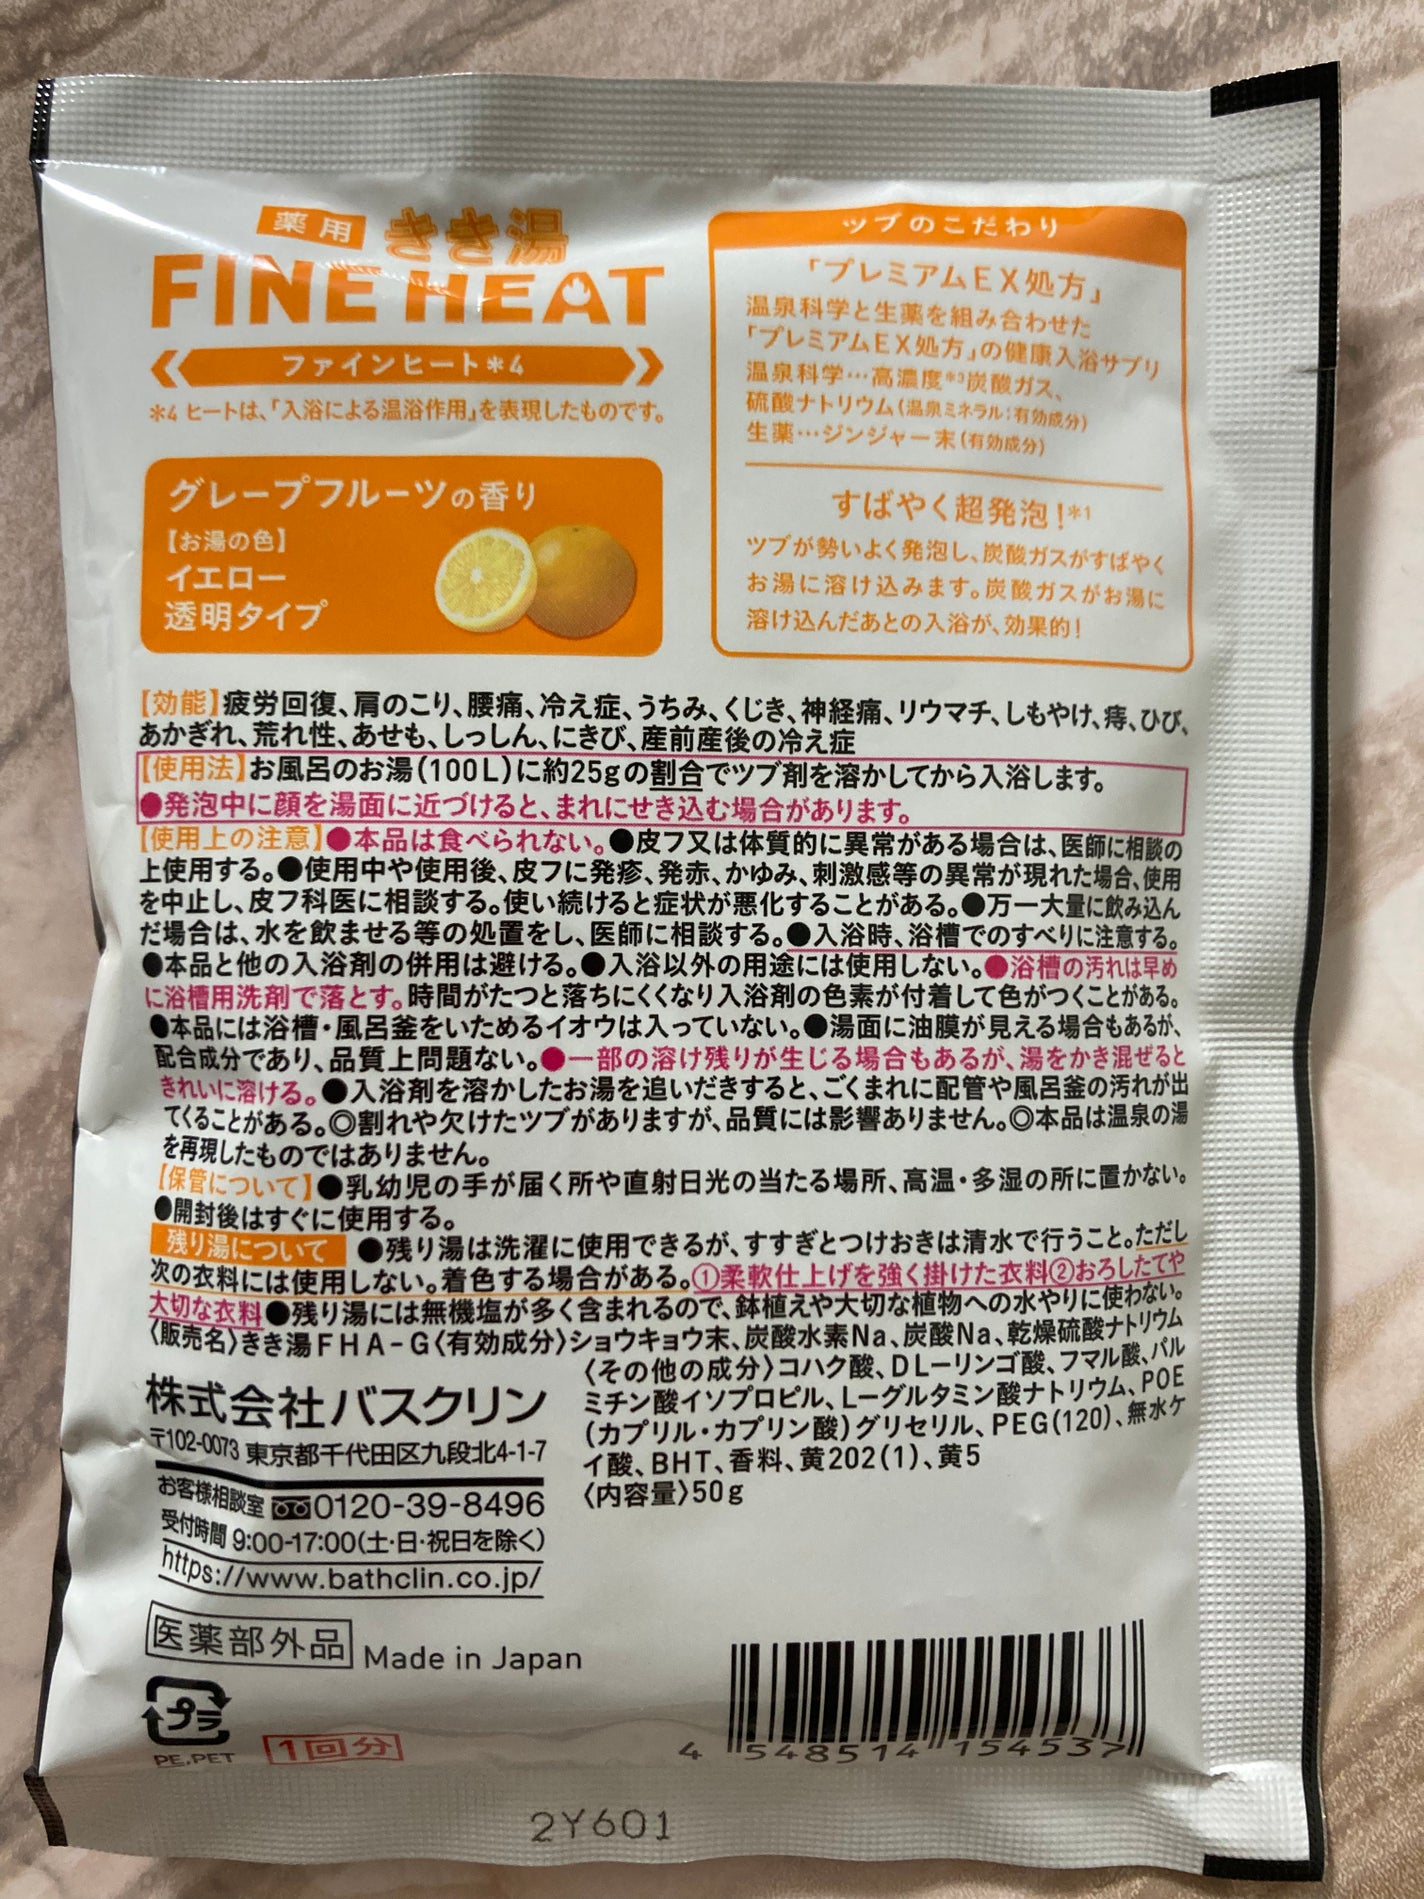 薬用 きき湯
FINE HEAT
ファインヒート*4
*4 ヒートは、「入浴による温浴作用」を表現したものです。
グレープフルーツの香り
【お湯の色】
イエロー
透明タイプ
ツブのこだわり
「プレミアムEX処方」
温泉科学と生薬を組み合わせた
「プレミアムEX処方」の健康入浴サプリ
温泉科学…高濃度*3炭酸ガス、
硫酸ナトリウム(温泉ミネラル:有効成分)
生薬…ジンジャー末(有効成分)
すばやく超発泡!*1
ツブが勢いよく発泡し、炭酸ガスがすばやく
お湯に溶け込みます。炭酸ガスがお湯に
溶け込んだあとの入浴が、効果的!
【効能】疲労回復、肩のこり、腰痛、冷え症、うちみ、くじき、神経痛、リウマチ、しもやけ、痔、ひび、
あかぎれ、荒れ性、あせも、しっしん、にきび、産前産後の冷え症
【使用法】お風呂のお湯(100L)に約25gの割合でツブ剤を溶かしてから入浴します。
●発泡中に顔を湯面に近づけると、まれにせき込む場合があります。
【使用上の注意】●本品は食べられない。●皮フ又は体質的に異常がある場合は、医師に相談の
上使用する。●使用中や使用後、皮フに発疹、発赤、かゆみ、刺激感等の異常が現れた場合、使用
を中止し、皮フ科医に相談する。使い続けると症状が悪化することがある。●万一大量に飲み込ん
だ場合は、水を飲ませる等の処置をし、医師に相談する。●入浴時、浴槽でのすべりに注意する。
●本品と他の入浴剤の併用は避ける。●入浴以外の用途には使用しない。●浴槽の汚れは早め
に浴槽用洗剤で落とす。時間がたつと落ちにくくなり入浴剤の色素が付着して色がつくことがある。
●本品には浴槽・風呂釜をいためるイオウは入っていない。●湯面に油膜が見える場合もあるが、
配合成分であり、品質上問題ない。●一部の溶け残りが生じる場合もあるが、湯をかき混ぜると
きれいに溶ける。●入浴剤を溶かしたお湯を追いだきすると、ごくまれに配管や風呂釜の汚れが出
てくることがある。◎割れや欠けたツブがありますが、品質には影響ありません。◎本品は温泉の湯
を再現したものではありません。
【保管について】●乳幼児の手が届く所や直射日光の当たる場所、高温・多湿の所に置かない。
●開封後はすぐに使用する。
残り湯について ●残り湯は洗濯に使用できるが、すすぎとつけおきは清水で行うこと。ただし
次の衣料には使用しない。着色する場合がある。①柔軟仕上げを強く掛けた衣料②おろしたてや
大切な衣料●残り湯には無機塩が多く含まれるので、鉢植えや大切な植物への水やりに使わない。
〈販売名〉きき湯FHA-G〈有効成分〉ショウキョウ末、炭酸水素Na、炭酸Na、乾燥硫酸ナトリウム
〈その他の成分〉コハク酸、DL-リンゴ酸、フマル酸、パル
ミチン酸イソプロピル、L-グルタミン酸ナトリウム、POE
(カプリル・カプリン酸)グリセリル、PEG(120)、無水ケ
イ酸、BHT、香料、黄202(1)、黄5
〈内容量〉50g
株式会社バスクリン
〒102-0073 東京都千代田区九段北4-1-7
お客様相談室 0120-39-8496
受付時間 9:00-17:00(土・日・祝日を除く)
https://www.bathclin.co.jp/
医薬部外品 Made in Japan
プラ
PE,PET
1回分
4 548514 154537
2Y601